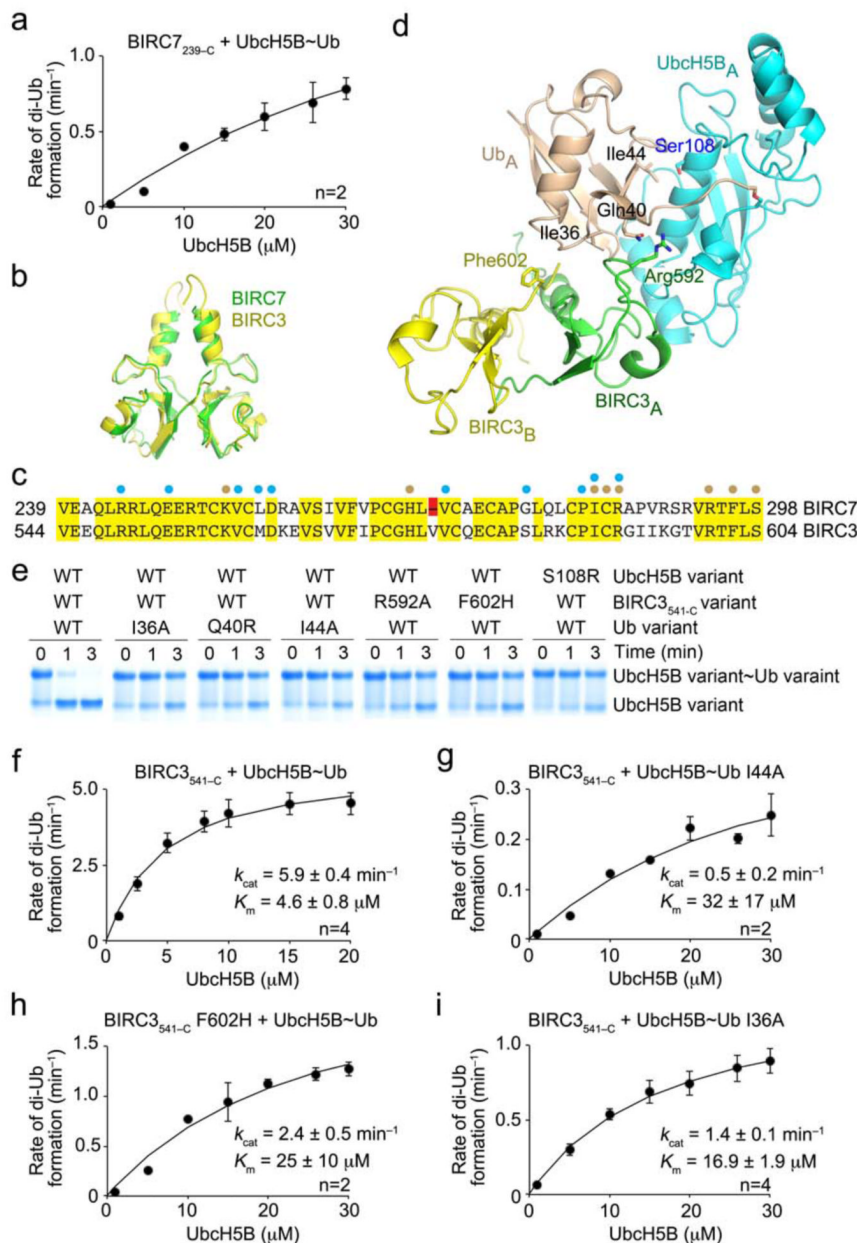 a
BIRC7239–C + UbcH5B~Ub
Rate of di-Ub
formation (min–1)
1.0
0.5
0
0 10 20 30
n=2
UbcH5B (μM)
b
BIRC7
BIRC3
d
UbcH5BA
UbA
Ile44
Ser108
Gln40
Ile36
Phe602
Arg592
BIRC3A
BIRC3B
c
239 VEAQLRRLQEERTCKVCLDRAVSIVFVPCGHL–VCAECAPGLQLCPICRAPVRSRVRTFLS 298 BIRC7
544 VEEQLRRLQEERTCKVCMDKEVSVVFIPCGHLVVCQECAPSLRKCPICRGIIKGTVRTFLS 604 BIRC3
e
WT WT WT WT WT WT S108R UbcH5B variant
WT WT WT WT R592A F602H WT BIRC3541-C variant
WT I36A Q40R I44A WT WT WT Ub variant
0 1 3 0 1 3 0 1 3 0 1 3 0 1 3 0 1 3 0 1 3 Time (min)
UbcH5B variant~Ub varaint
UbcH5B variant
f
BIRC3541–C + UbcH5B~Ub
Rate of di-Ub
formation (min–1)
5.0
2.5
0
0 5 10 15 20
kcat = 5.9 ± 0.4 min–1
Km = 4.6 ± 0.8 μM
n=4
UbcH5B (μM)
g
BIRC3541–C + UbcH5B~Ub I44A
Rate of di-Ub
formation (min–1)
0.3
0.2
0.1
0
0 10 20 30
kcat = 0.5 ± 0.2 min–1
Km = 32 ± 17 μM
n=2
UbcH5B (μM)
h
BIRC3541–C F602H + UbcH5B~Ub
Rate of di-Ub
formation (min–1)
1.5
1.0
0.5
0
0 10 20 30
kcat = 2.4 ± 0.5 min–1
Km = 25 ± 10 μM
n=2
UbcH5B (μM)
i
BIRC3541–C + UbcH5B~Ub I36A
Rate of di-Ub
formation (min–1)
1.0
0.5
0
0 10 20 30
kcat = 1.4 ± 0.1 min–1
Km = 16.9 ± 1.9 μM
n=4
UbcH5B (μM)